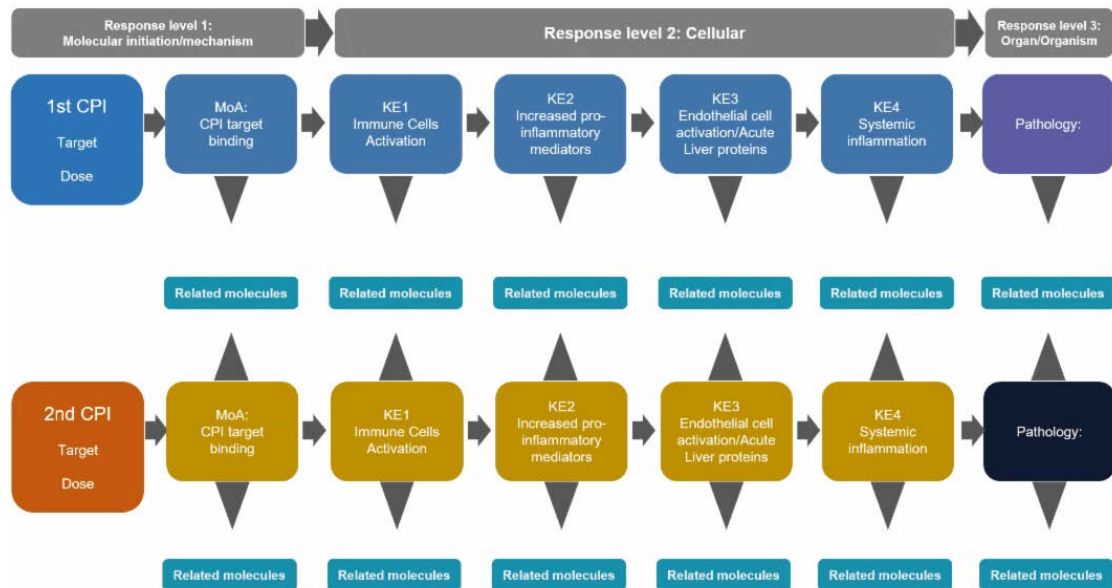 Response level 1:
Molecular initiation/mechanism
Response level 2: Cellular
Response level 3:
Organ/Organism
1st CPI
Target
Dose
MoA:
CPI target
binding
KE1
Immune Cells
Activation
KE2
Increased pro-
inflammatory
mediators
KE3
Endothelial cell
activation/Acute
Liver proteins
KE4
Systemic
inflammation
Pathology:
Related molecules
Related molecules
Related molecules
Related molecules
Related molecules
Related molecules
2nd CPI
Target
Dose
MoA:
CPI target
binding
KE1
Immune Cells
Activation
KE2
Increased pro-
inflammatory
mediators
KE3
Endothelial cell
activation/Acute
Liver proteins
KE4
Systemic
inflammation
Pathology:
Related molecules
Related molecules
Related molecules
Related molecules
Related molecules
Related molecules